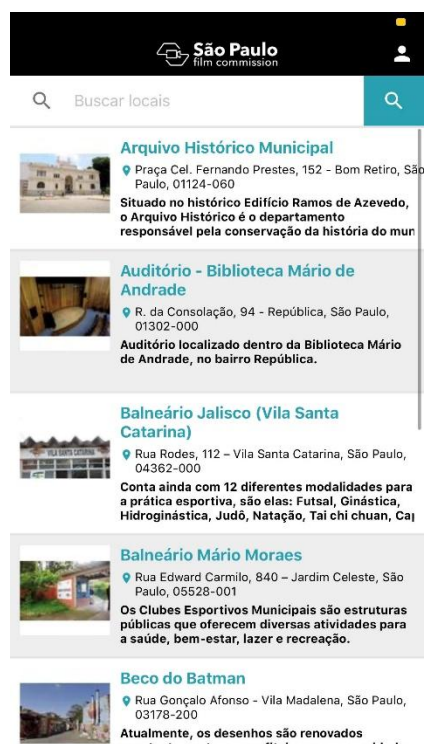 São Paulo
film commission
Buscar locais
Arquivo Histórico Municipal
Praça Cel. Fernando Prestes, 152 - Bom Retiro, São
Paulo, 01124-060
Situado no histórico Edifício Ramos de Azevedo,
o Arquivo Histórico é o departamento
responsável pela conservação da história do mun
Auditório - Biblioteca Mário de
Andrade
R. da Consolação, 94 - República, São Paulo,
01302-000
Auditório localizado dentro da Biblioteca Mário
de Andrade, no bairro República.
VILA SANTA CATARINA
Balneário Jalisco (Vila Santa
Catarina)
Rua Rodes, 112 – Vila Santa Catarina, São Paulo,
04362-000
Conta ainda com 12 diferentes modalidades para
a prática esportiva, são elas: Futsal, Ginástica,
Hidroginástica, Judô, Natação, Tai chi chuan, Cap
Balneário Mário Moraes
Rua Edward Carmilo, 840 – Jardim Celeste, São
Paulo, 05528-001
Os Clubes Esportivos Municipais são estruturas
públicas que oferecem diversas atividades para
a saúde, bem-estar, lazer e recreação.
Beco do Batman
Rua Gonçalo Afonso - Vila Madalena, São Paulo,
03178-200
Atualmente, os desenhos são renovados